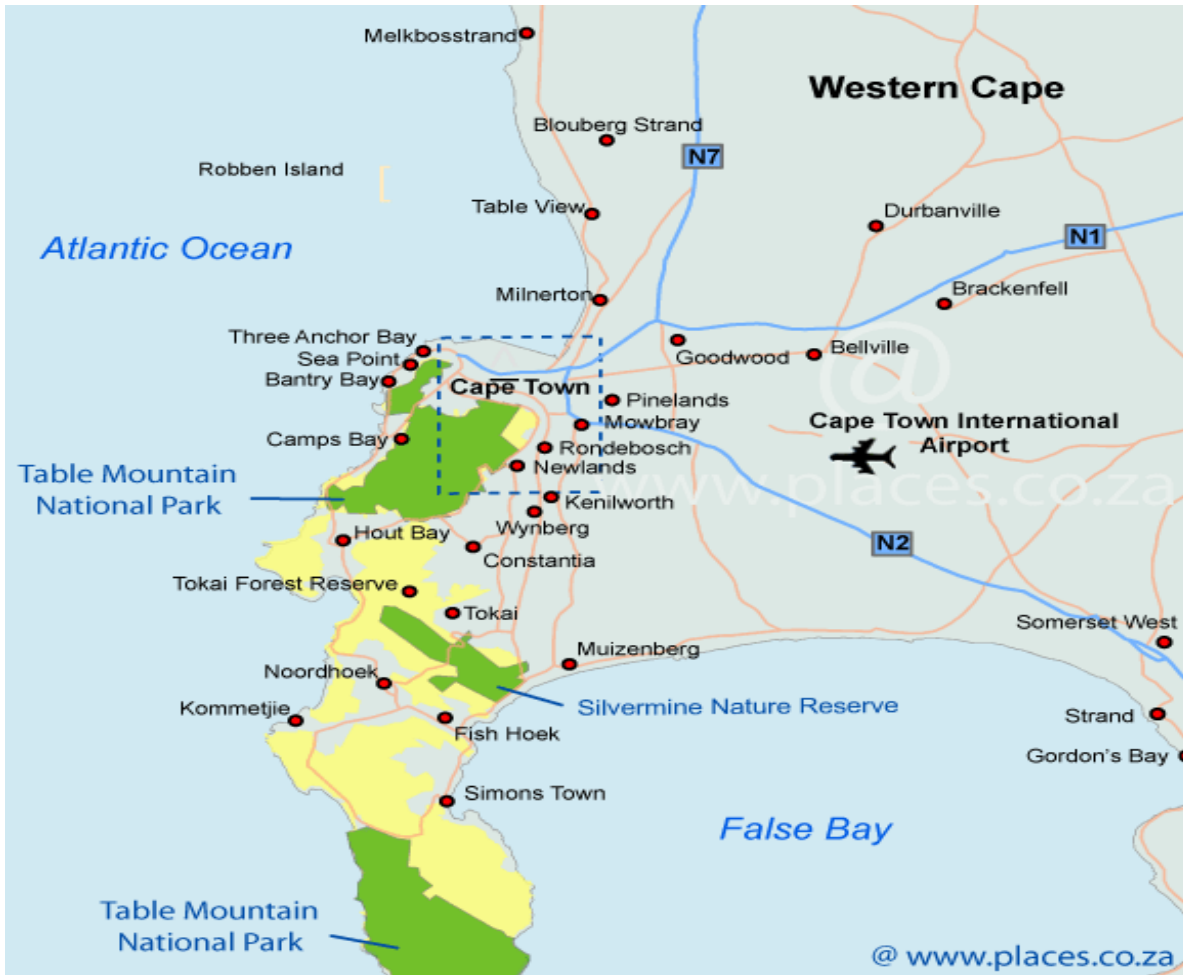 Melkbosstrand
Western Cape
Blouberg Strand
N7
Robben Island
Table View
Durbanville
Atlantic Ocean
N1
Milnerton
Brackenfell
Three Anchor Bay
Sea Point
Goodwood
Bellville
Bantry Bay
Cape Town
Pinelands
Mowbray
Cape Town International
Airport
Camps Bay
Rondebosch
Newlands
Table Mountain
National Park
@
www.places.co.za
Kenilworth
Wynberg
Hout Bay
Constantia
N2
Tokai Forest Reserve
Tokai
Somerset West
Muizenberg
Noordhoek
Kommetjie
Silvermine Nature Reserve
Strand
Fish Hoek
Gordon's Bay
Simons Town
False Bay
Table Mountain
National Park
@ www.places.co.za